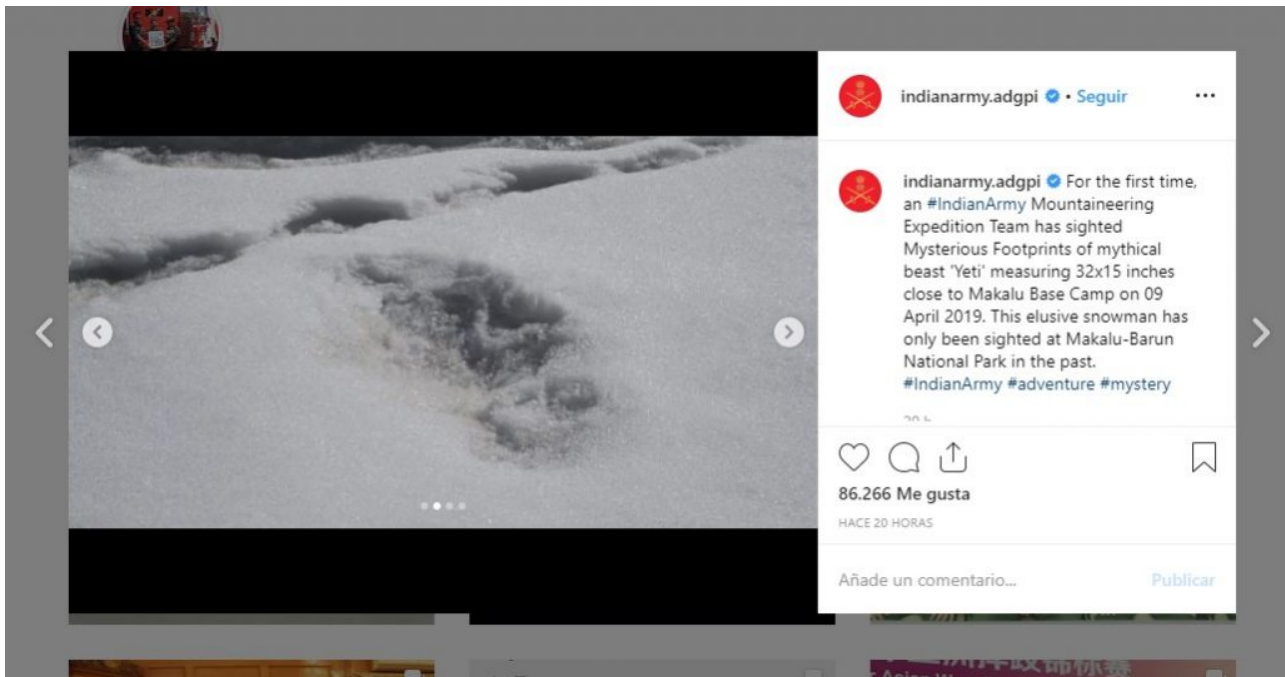 indianarmy.adgpi • Seguir
indianarmy.adgpi For the first time,
an #IndianArmy Mountaineering
Expedition Team has sighted
Mysterious Footprints of mythical
beast 'Yeti' measuring 32x15 inches
close to Makalu Base Camp on 09
April 2019. This elusive snowman has
only been sighted at Makalu-Barun
National Park in the past.
#IndianArmy #adventure #mystery
86.266 Me gusta
HACE 20 HORAS
Añade un comentario...
Publicar